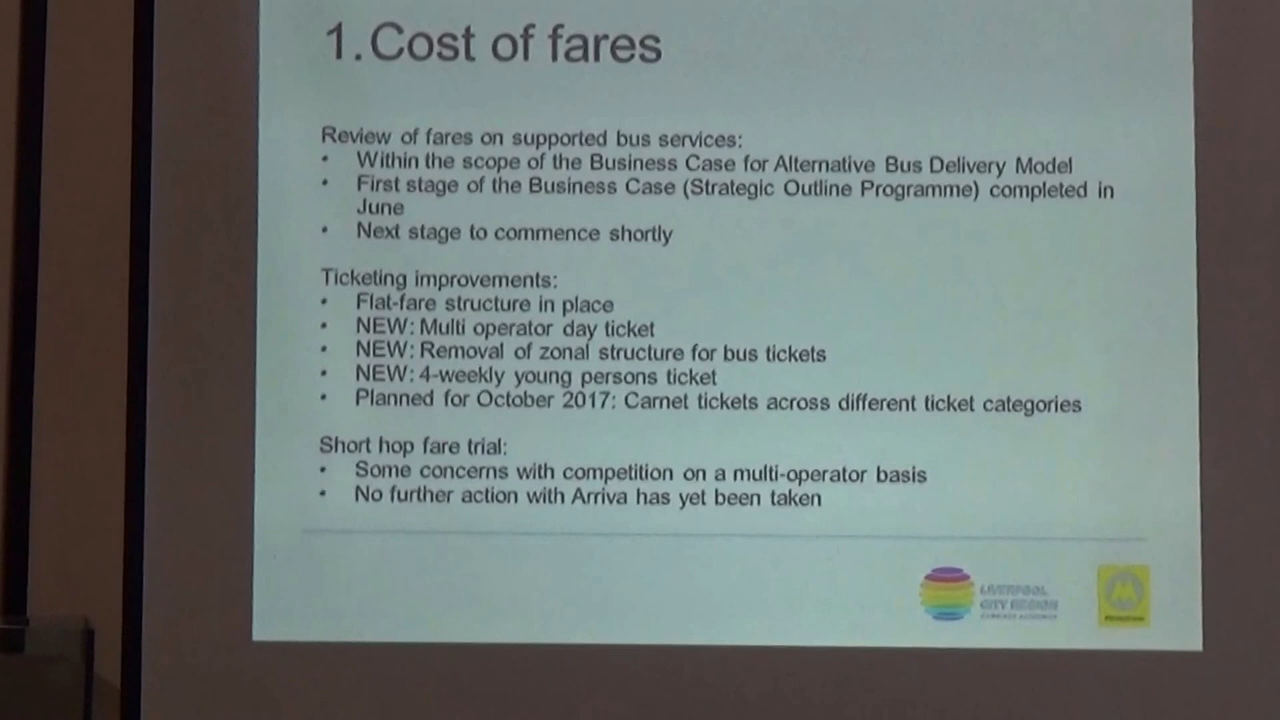 1. Cost of fares
Review of fares on supported bus services:
• Within the scope of the Business Case for Alternative Bus Delivery Model
• First stage of the Business Case (Strategic Outline Programme) completed in
June
• Next stage to commence shortly
Ticketing improvements:
• Flat-fare structure in place
• NEW: Multi operator day ticket
• NEW: Removal of zonal structure for bus tickets
• NEW: 4-weekly young persons ticket
• Planned for October 2017: Carnet tickets across different ticket categories
Short hop fare trial:
• Some concerns with competition on a multi-operator basis
• No further action with Arriva has yet been taken
LIVERPOOL
CITY REGION